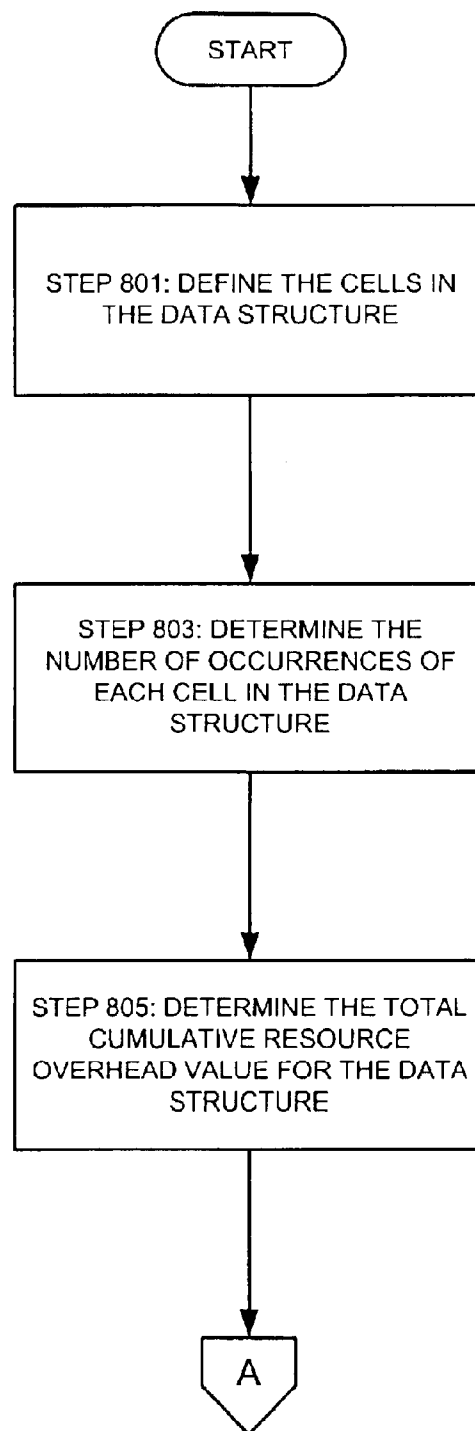 START
STEP 801: DEFINE THE CELLS IN
THE DATA STRUCTURE
STEP 803: DETERMINE THE
NUMBER OF OCCURRENCES OF
EACH CELL IN THE DATA
STRUCTURE
STEP 805: DETERMINE THE TOTAL
CUMULATIVE RESOURCE
OVERHEAD VALUE FOR THE DATA
STRUCTURE
A